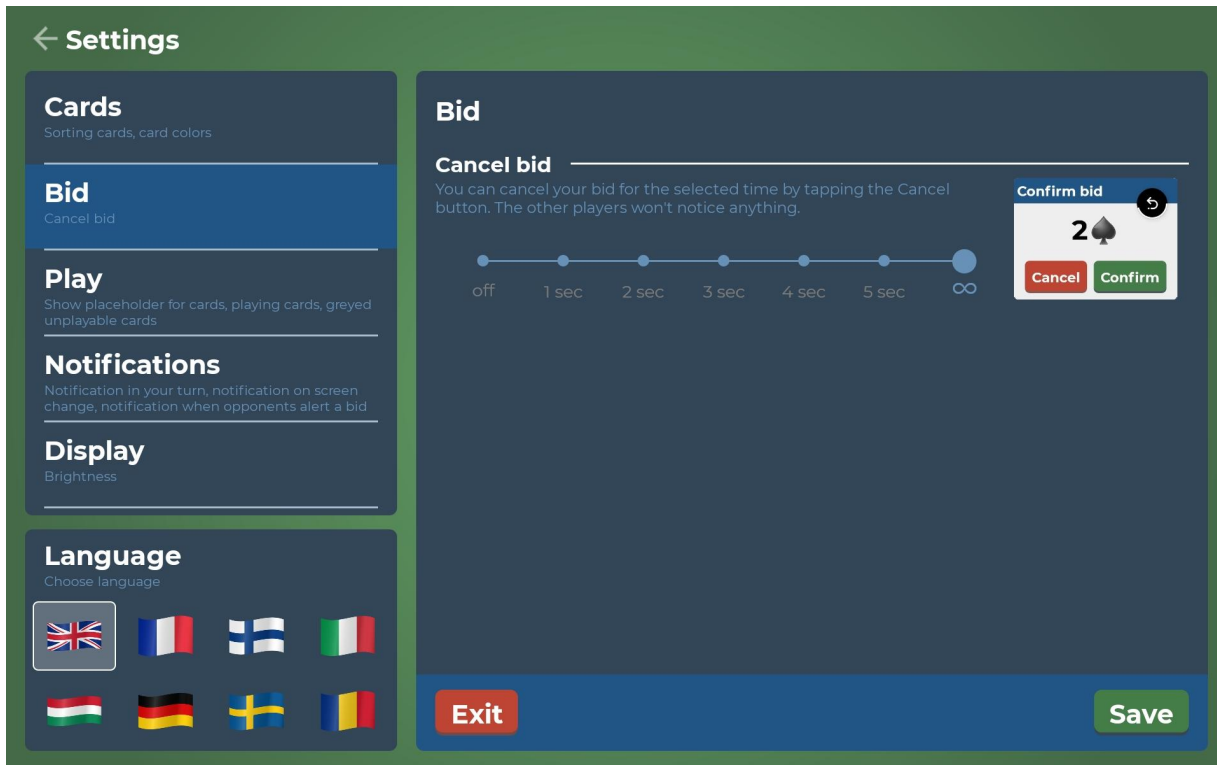 Settings
Cards
Sorting cards, card colors
Bid
Cancel bid
Play
Show placeholder for cards, playing cards, greyed
unplayable cards
Notifications
Notification in your turn, notification on screen
change, notification when opponents alert a bid
Display
Brightness
Language
Choose language
Bid
Cancel bid
You can cancel your bid for the selected time by tapping the Cancel
button. The other players won't notice anything.
off 1 sec 2 sec 3 sec 4 sec 5 sec ∞
Confirm bid
2♠
Cancel Confirm
Exit Save